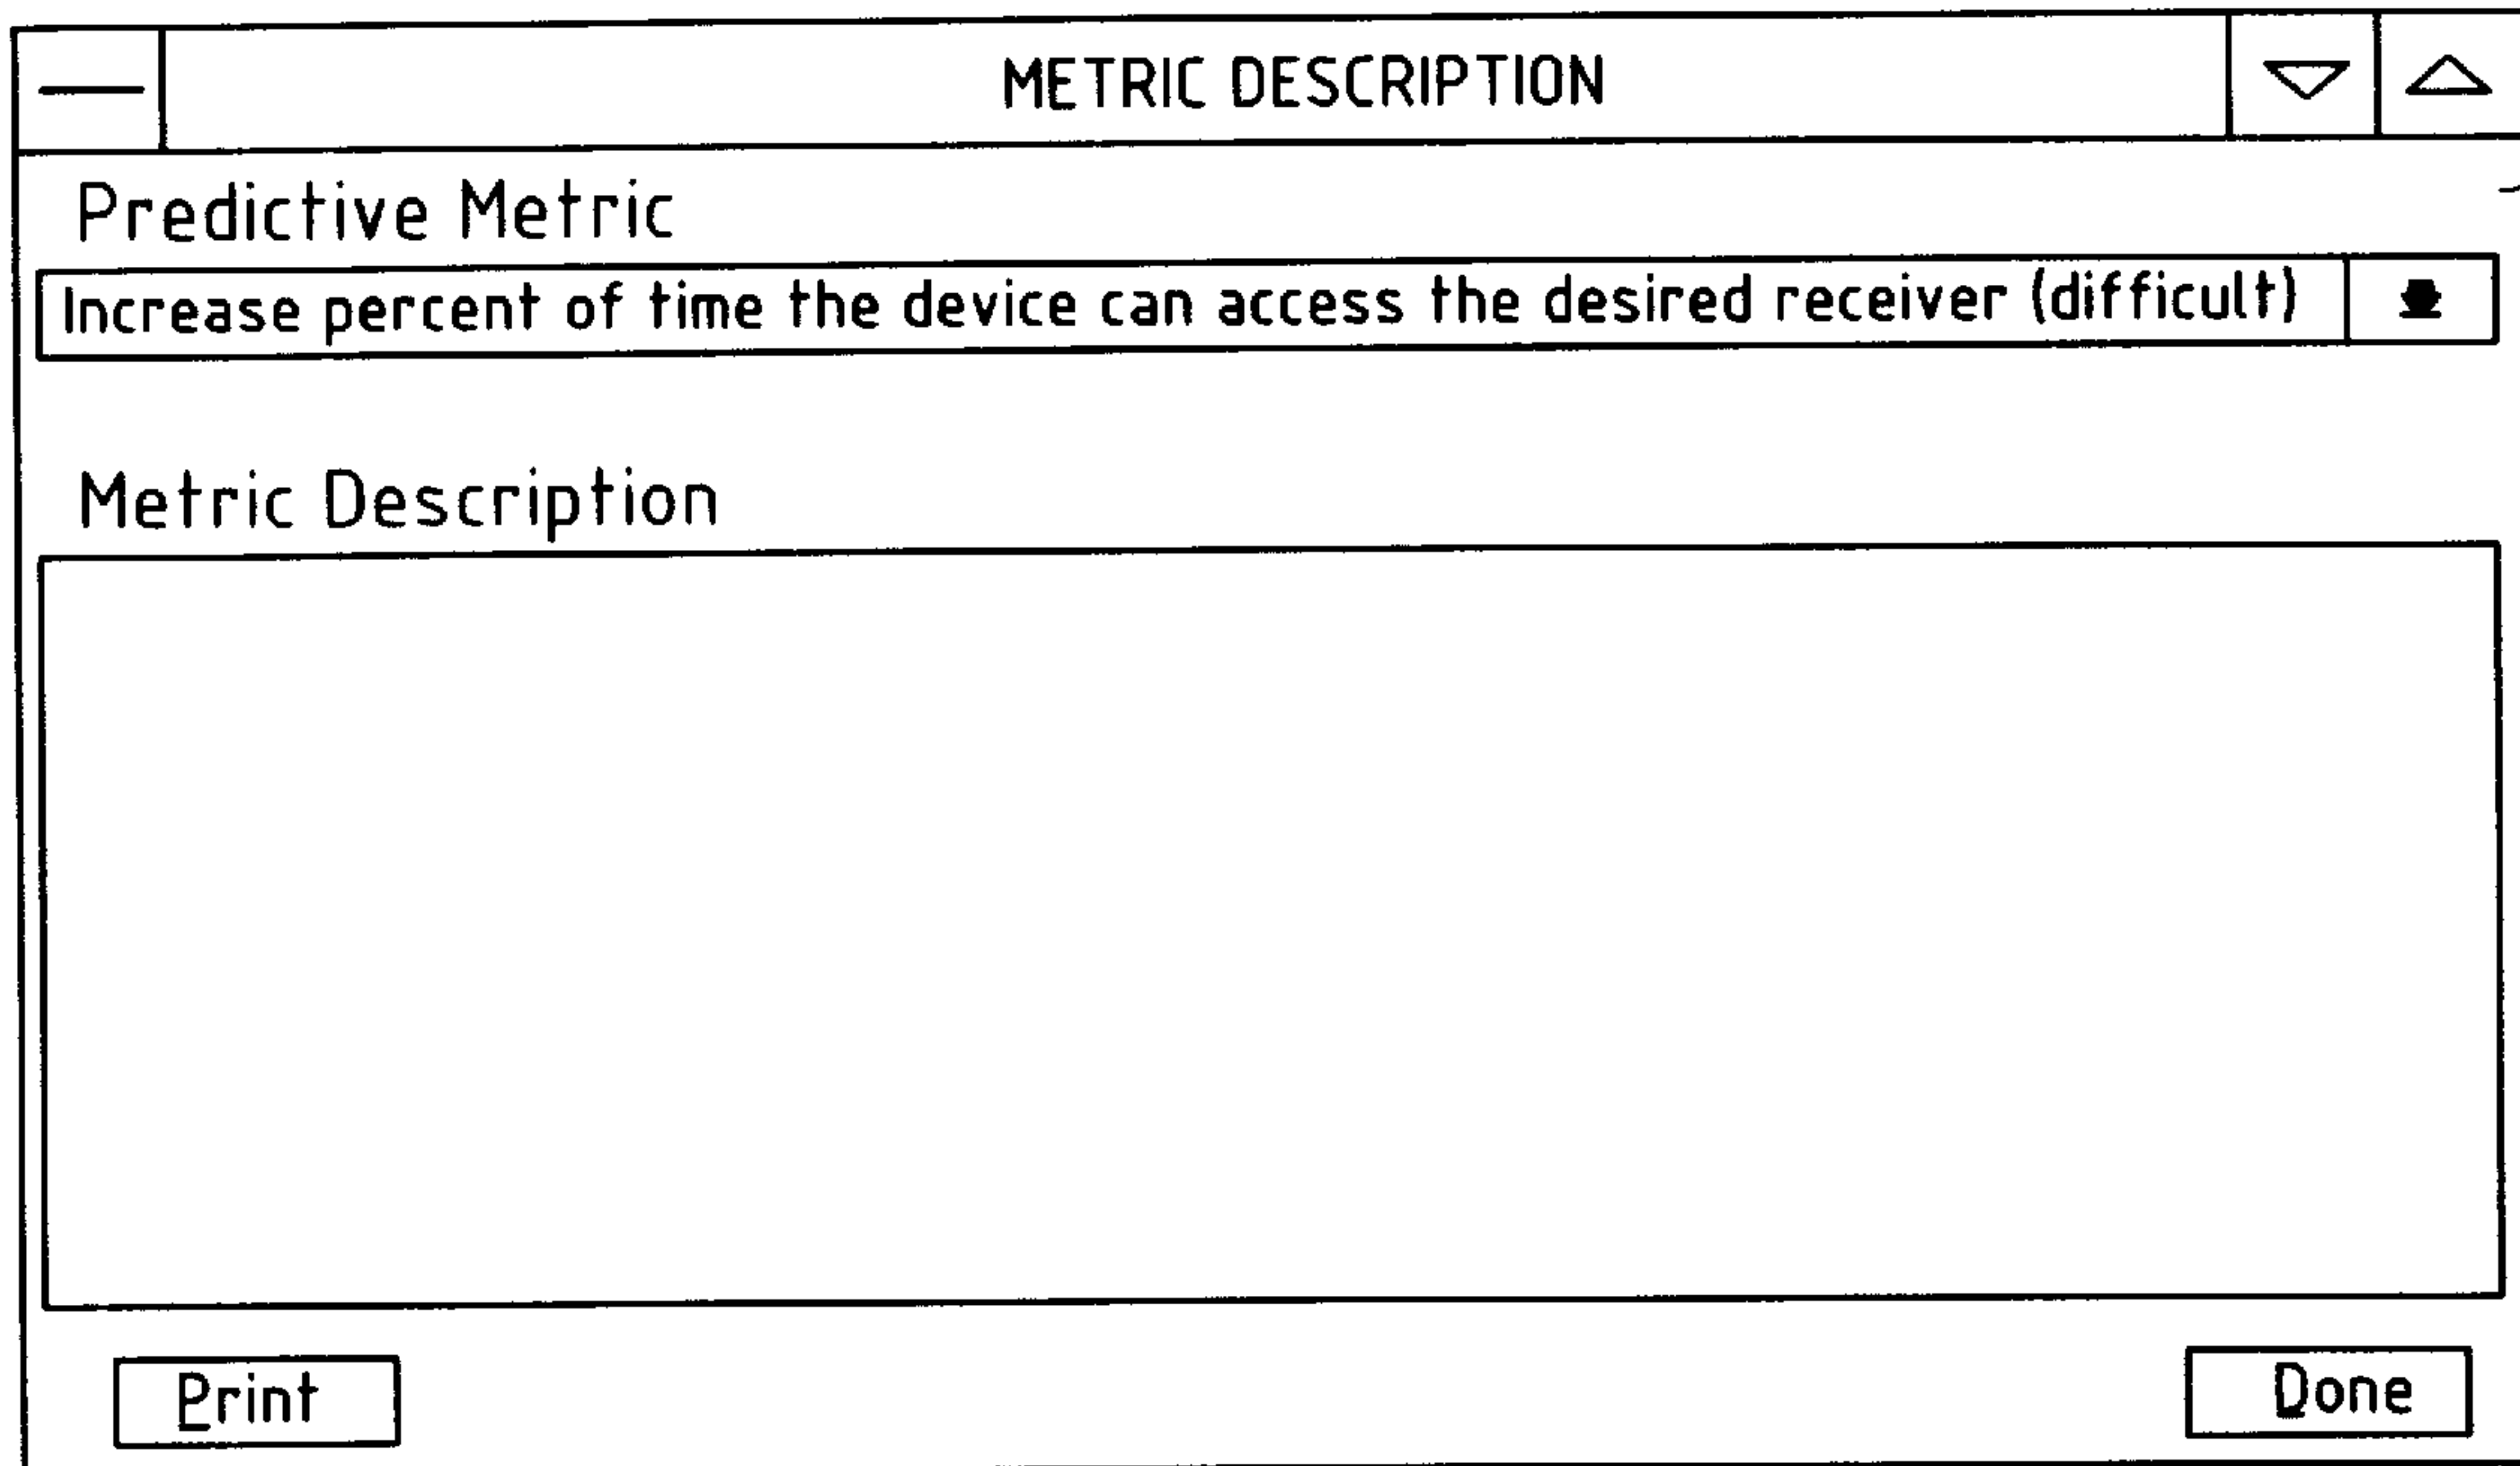 METRIC DESCRIPTION
Predictive Metric
Increase percent of time the device can access the desired receiver (difficult)
Metric Description
Print
Done